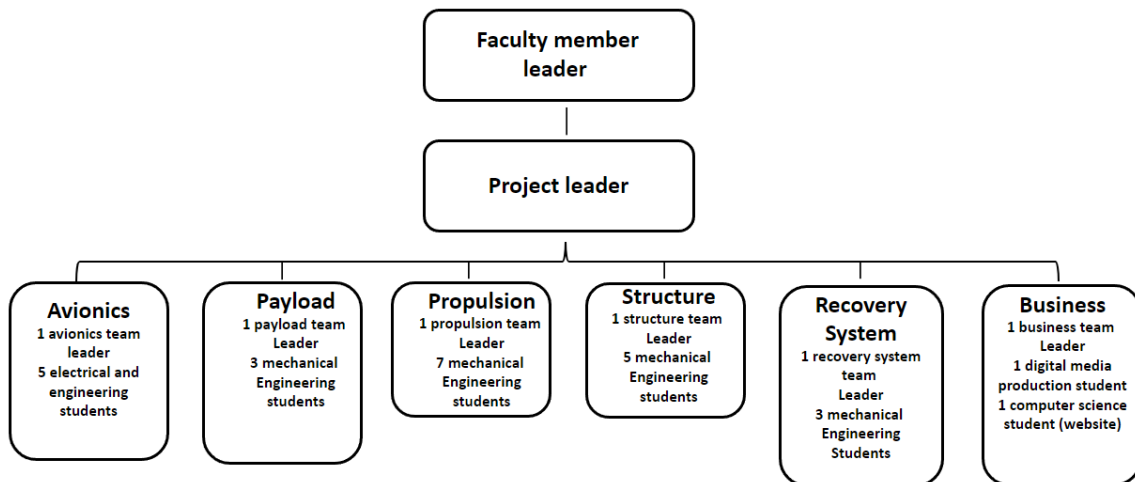 Faculty member
leader
Project leader
Avionics
1 avionics team
leader
5 electrical and
engineering
students
Payload
1 payload team
Leader
3 mechanical
Engineering
students
Propulsion
1 propulsion team
Leader
7 mechanical
Engineering
students
Structure
1 structure team
Leader
5 mechanical
Engineering
students
Recovery
System
1 recovery system
team
Leader
3 mechanical
Engineering
Students
Business
1 business team
Leader
1 digital media
production student
1 computer science
student (website)